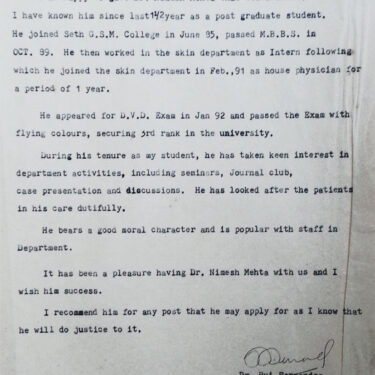 I have known him since last 1½ year as a post graduate student.
He joined Seth G.S.M. College in June 85, passed M.B.B.S. in
OCT. 89. He then worked in the skin department as Intern following
which he joined the skin department in Feb.,91 as house physician for
a period of 1 year.
He appeared for D.V.D. Exam in Jan 92 and passed the Exam with
flying colours, securing 3rd rank in the university.
During his tenure as my student, he has taken keen interest in
department activities, including seminers, Journal club,
case presentation and discussions. He has looked after the patients
in his care dutifully.
He bears a good moral character and is popular with staff in
Department.
It has been a pleasure having Dr. Nimesh Mehta with us and I
wish him success.
I recommend him for any post that he may apply for as I know that
he will do justice to it.